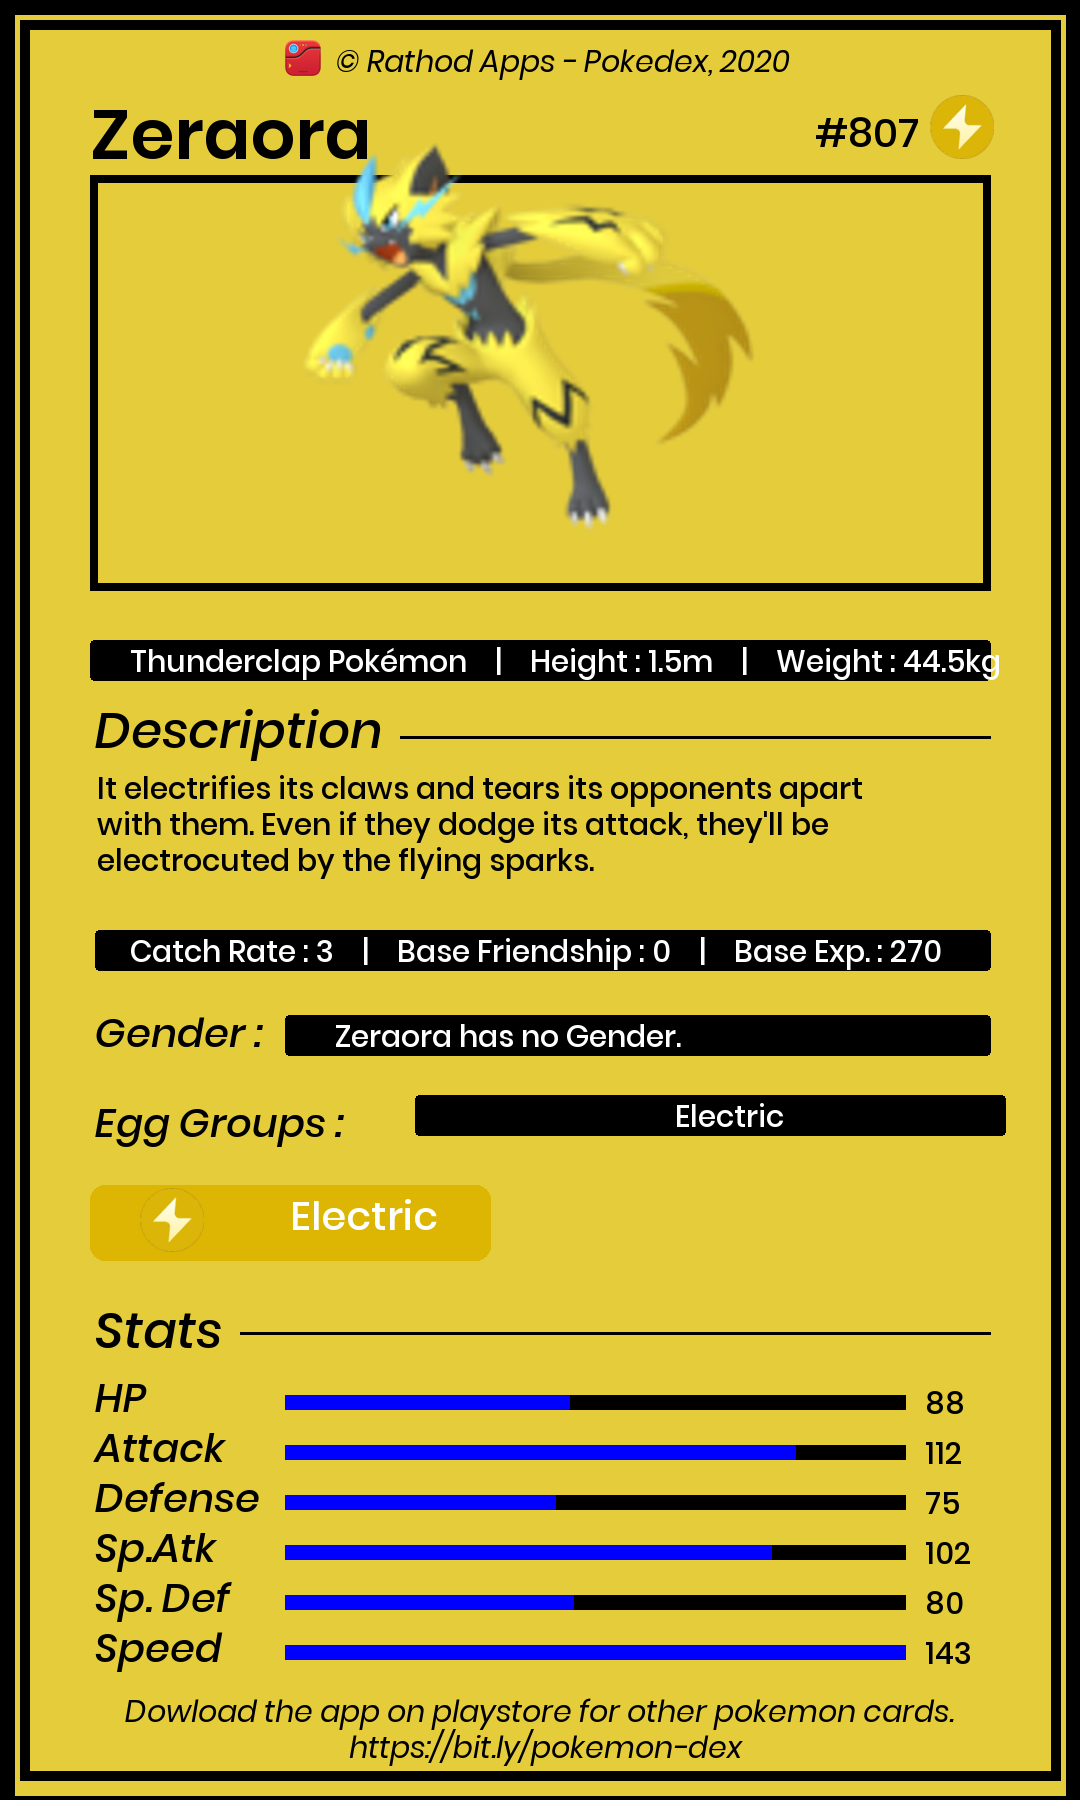 © Rathod Apps - Pokedex, 2020
Zeraora
#807
Thunderclap Pokémon | Height : 1.5m | Weight : 44.5kg
Description
It electrifies its claws and tears its opponents apart
with them. Even if they dodge its attack, they'll be
electrocuted by the flying sparks.
Catch Rate : 3 | Base Friendship : 0 | Base Exp. : 270
Gender : Zeraora has no Gender.
Egg Groups : Electric
Electric
Stats
HP 88
Attack 112
Defense 75
Sp.Atk 102
Sp. Def 80
Speed 143
Dowload the app on playstore for other pokemon cards.
https://bit.ly/pokemon-dex